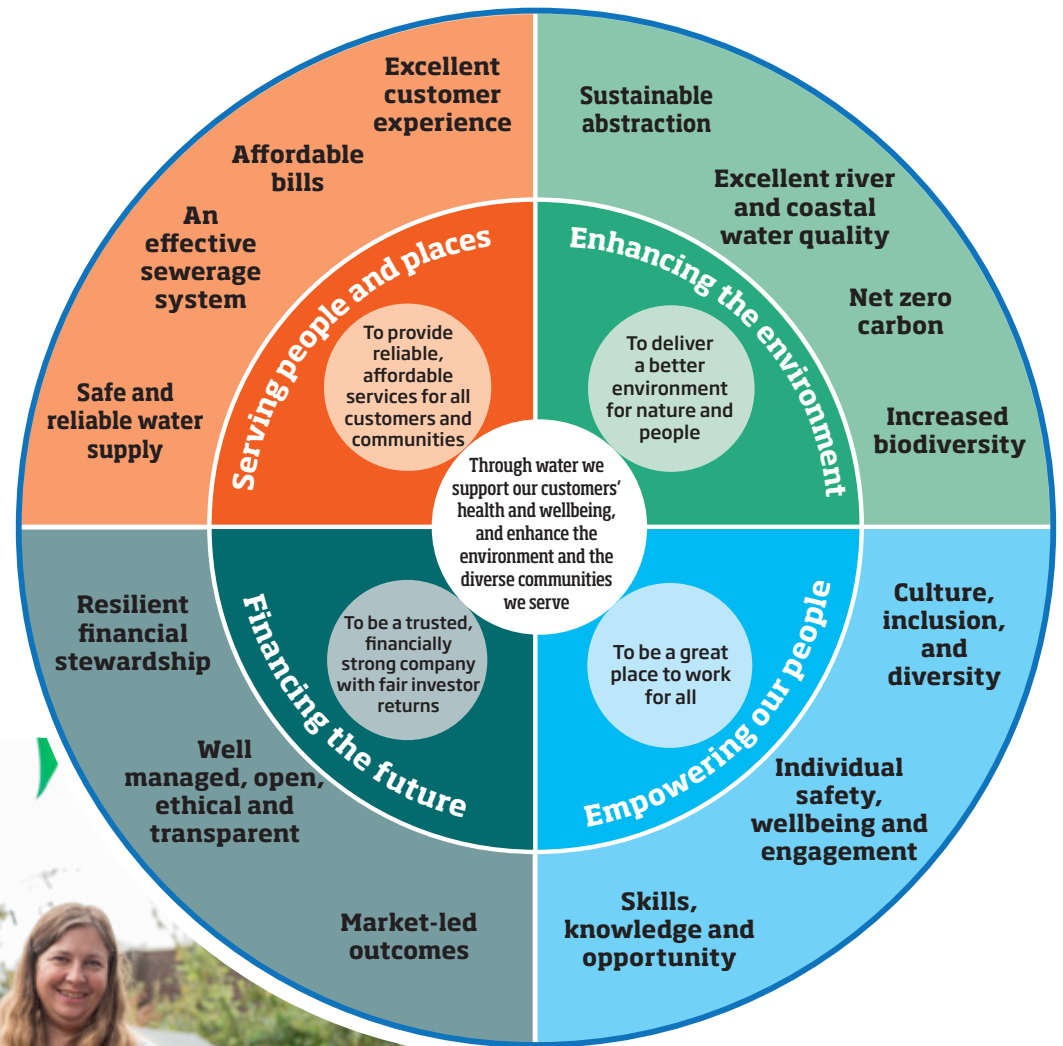 Excellent
customer
experience
Affordable
bills
An
effective
sewerage
system
Safe and
reliable water
supply
Serving people and places
To provide
reliable,
affordable
services for all
customers and
communities
Sustainable
abstraction
Excellent river
and coastal
water quality
Net zero
carbon
Increased
biodiversity
Enhancing the environment
To deliver
a better
environment
for nature and
people
Through water we
support our customers'
health and wellbeing,
and enhance the
environment and the
diverse communities
we serve
Resilient
financial
stewardship
Well
managed, open,
ethical and
transparent
Market-led
outcomes
Financing the future
To be a trusted,
financially
strong company
with fair investor
returns
Culture,
inclusion,
and
diversity
Individual
safety,
wellbeing and
engagement
Skills,
knowledge and
opportunity
Empowering our people
To be a great
place to work
for all